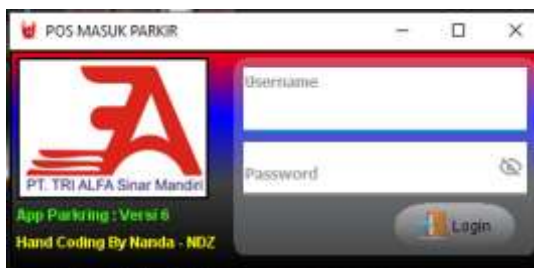 POS MASUK PARKIR
Username
PT. TRI ALFA Sinar Mandiri
Password
App Parkring : Versi 6
Login
Hand Coding By Nanda - NDZ